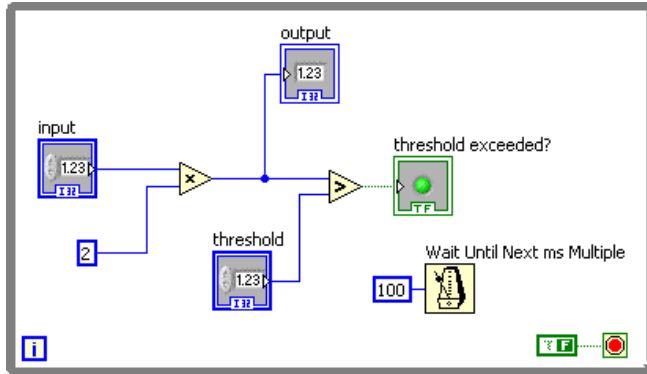 output
1.23
I32
input
1.23
I32
×
>
threshold exceeded?
TF
2
threshold
1.23
I32
Wait Until Next ms Multiple
100
i
F